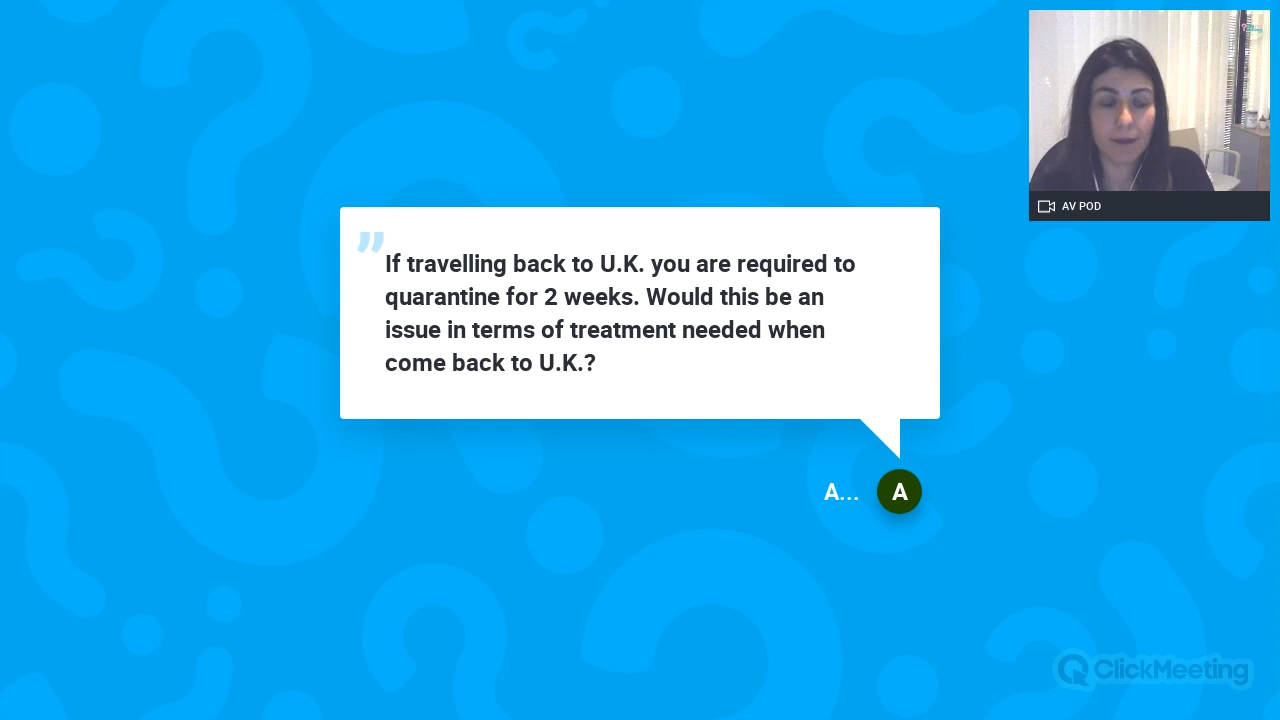 AV POD
” If travelling back to U.K. you are required to
quarantine for 2 weeks. Would this be an
issue in terms of treatment needed when
come back to U.K.?
A... A
ClickMeeting